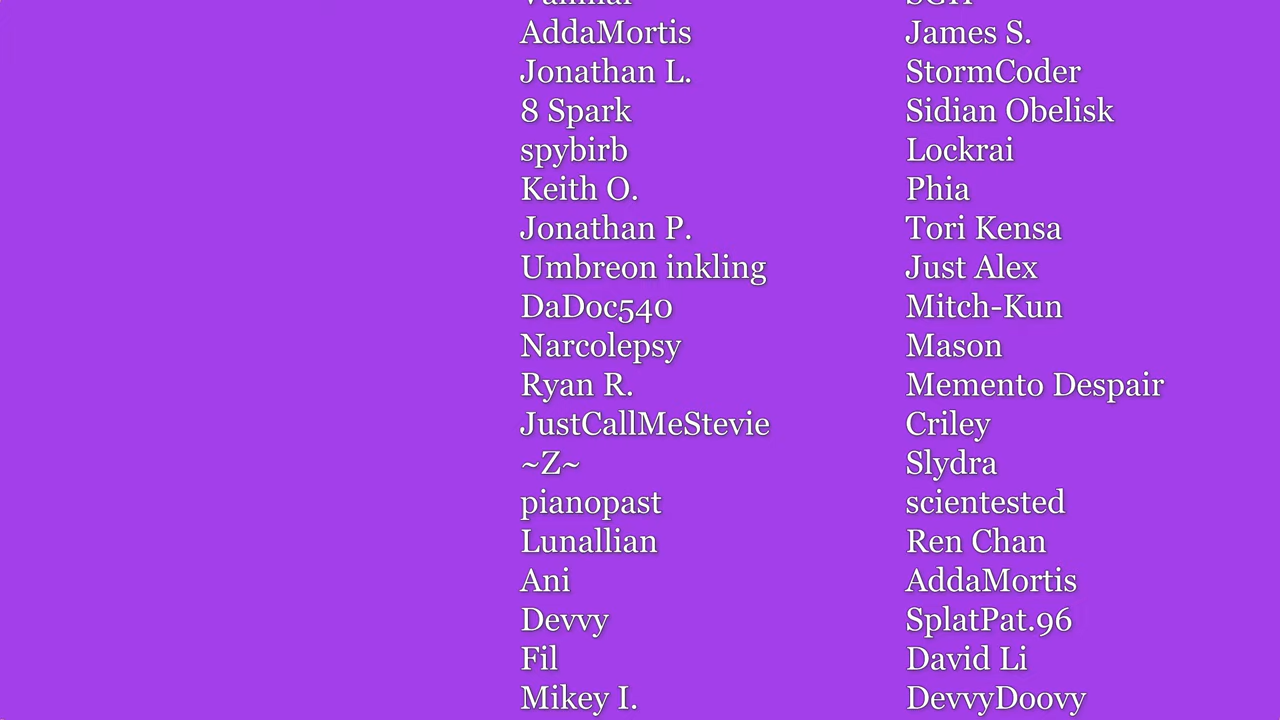 AddaMortis
Jonathan L.
8 Spark
spybirb
Keith O.
Jonathan P.
Umbreon inkling
DaDoc540
Narcolepsy
Ryan R.
JustCallMeStevie
~Z~
pianopast
Lunallian
Ani
Devvy
Fil
Mikey I.
James S.
StormCoder
Sidian Obelisk
Lockrai
Phia
Tori Kensa
Just Alex
Mitch-Kun
Mason
Memento Despair
Criley
Slydra
scientested
Ren Chan
AddaMortis
SplatPat.96
David Li
DevvyDoovy